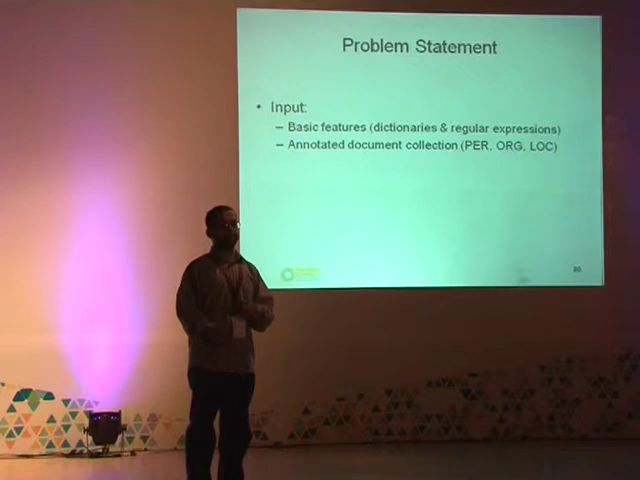 Problem Statement
• Input:
– Basic features (dictionaries & regular expressions)
– Annotated document collection (PER, ORG, LOC)